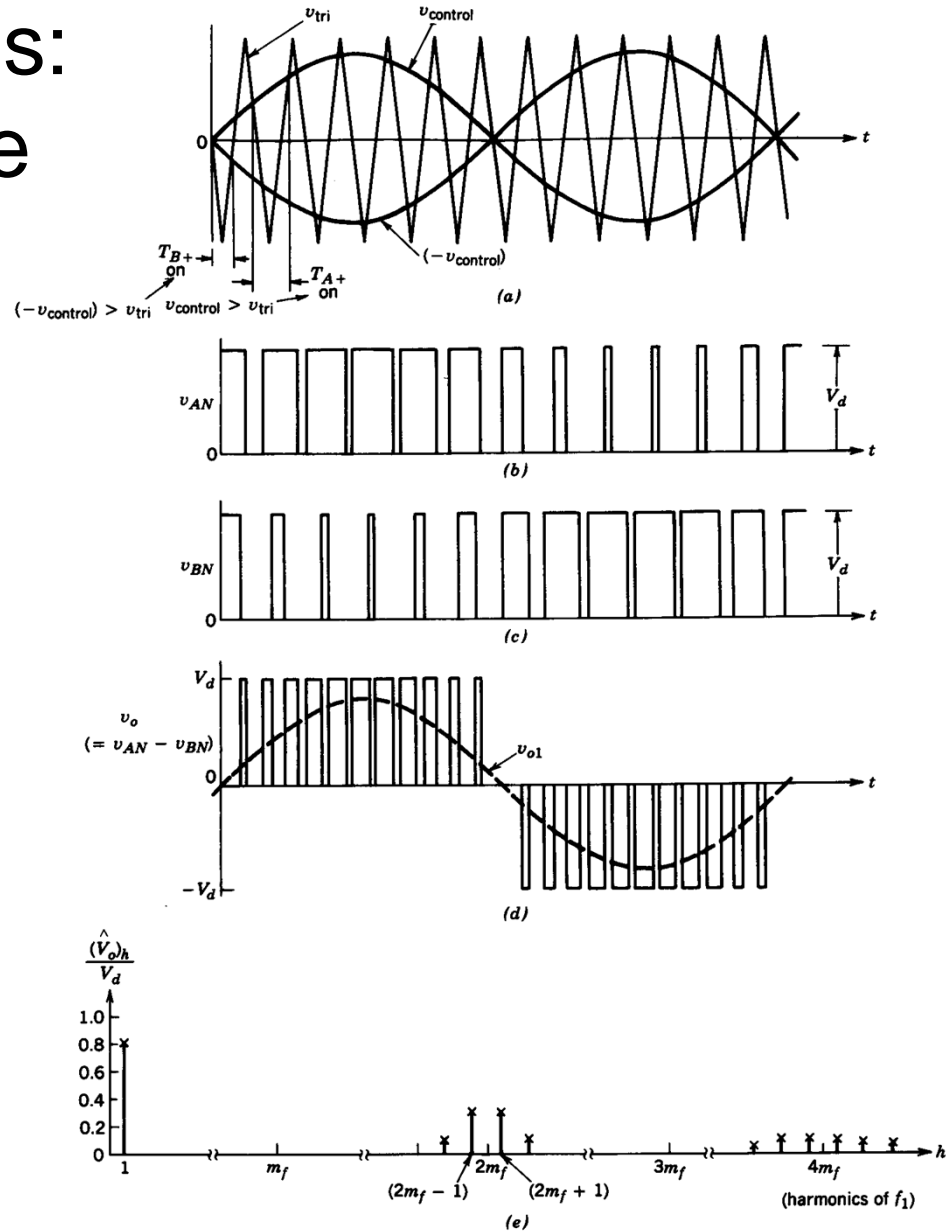 s:
e
v_tri
v_control
0
t
(−v_control)
T_B+
on
T_A+
on
(−v_control) > v_tri
v_control > v_tri
(a)
v_AN
V_d
0
t
(b)
v_BN
V_d
0
t
(c)
V_d
v_o
(= v_AN − v_BN)
v_o1
0
t
−V_d
(d)
(V̂_o)_h
V_d
1.0
0.8
0.6
0.4
0.2
0
1
m_f
2m_f
3m_f
4m_f
h
(2m_f − 1)
(2m_f + 1)
(harmonics of f_1)
(e)